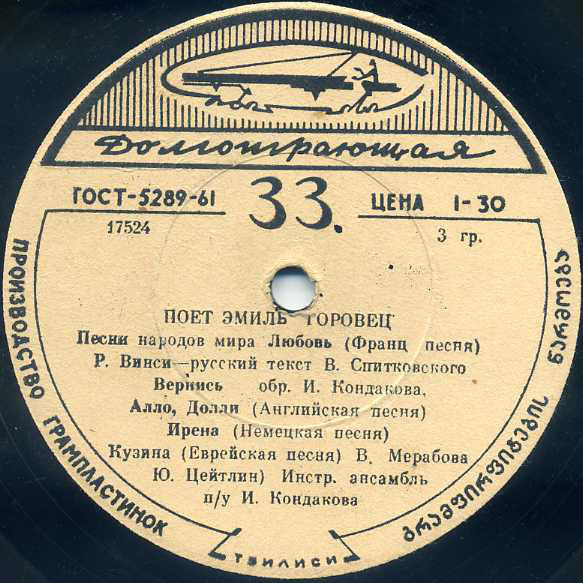 Долгоиграющая
ГОСТ-5289-61
33.
ЦЕНА 1-30
17524
3 гр.
ПОЕТ ЭМИЛЬ ГОРОВЕЦ
Песни народов мира Любовь (Франц песня)
Р. Винси—русский текст В. Спитковского
Вернись обр. И. Кондакова,
Алло, Долли (Английская песня)
Ирена (Немецкая песня)
Кузина (Еврейская песня) В. Мерабова
Ю. Цейтлин) Инстр. ансамбль
п/у И. Кондакова
ПРОИЗВОДСТВО ГРАМПЛАСТИНОК
ТБИЛИСИ
გრამფირფიტების